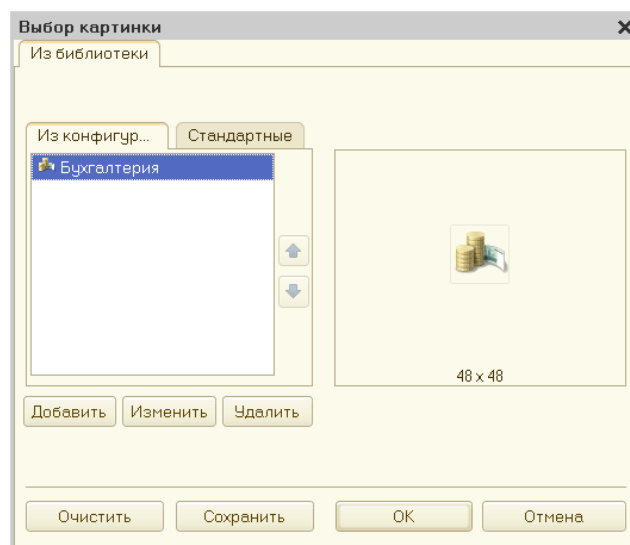 Выбор картинки
Из библиотеки
Из конфигур... Стандартные
Бухгалтерия
48 x 48
Добавить Изменить Удалить
Очистить Сохранить OK Отмена